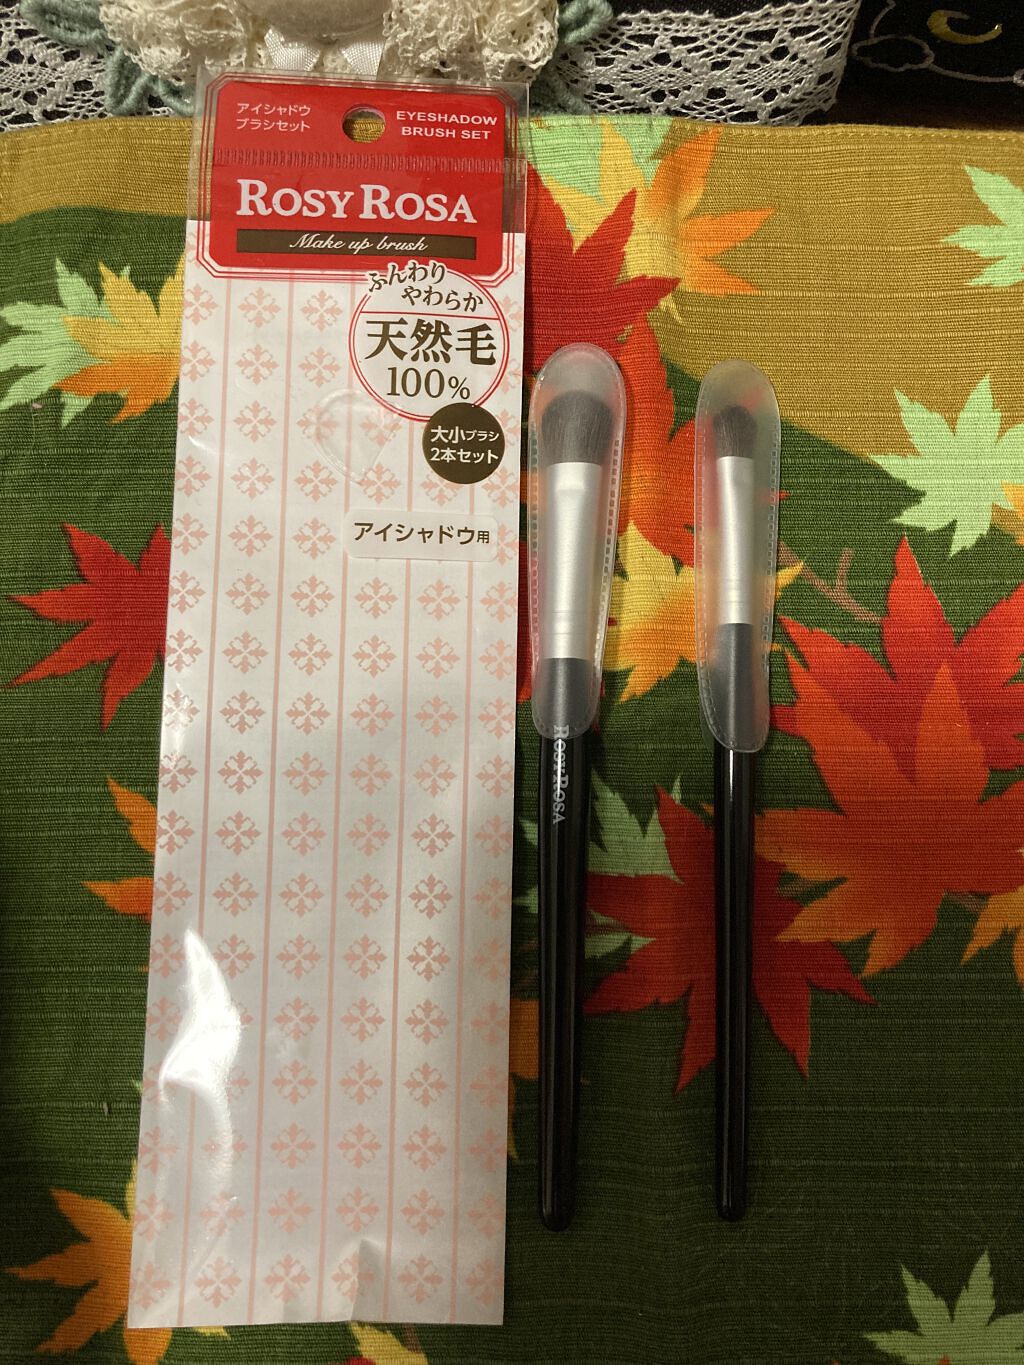 アイシャドウ
ブラシセット
EYESHADOW
BRUSH SET
ROSY ROSA
Make up brush
ふんわり
やわらか
天然毛
100%
大小ブラシ
2本セット
アイシャドウ用
ROSY ROSA